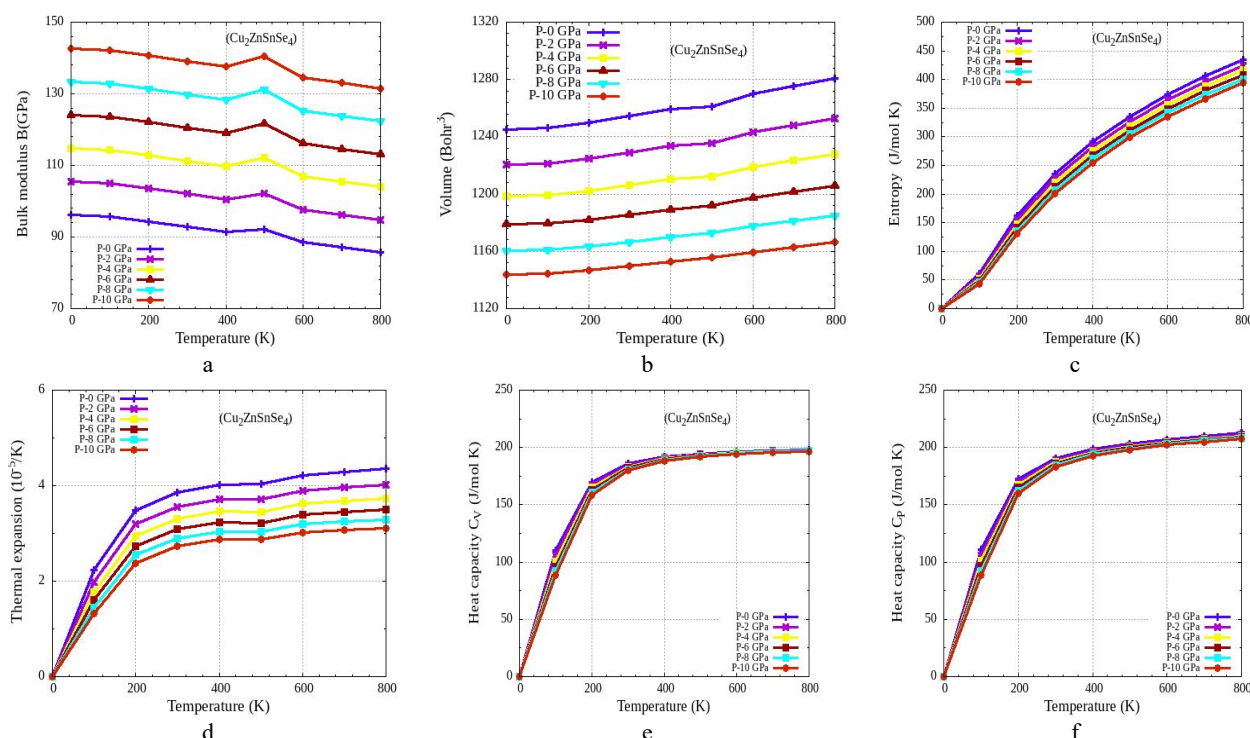 (Cu2ZnSnSe4)
Bulk modulus B(GPa)
150
130
110
90
70
P-0 GPa
P-2 GPa
P-4 GPa
P-6 GPa
P-8 GPa
P-10 GPa
0 200 400 600 800
Temperature (K)
a
(Cu2ZnSnSe4)
Volume (Bohr3)
1320
1280
1240
1200
1160
1120
P-0 GPa
P-2 GPa
P-4 GPa
P-6 GPa
P-8 GPa
P-10 GPa
0 200 400 600 800
Temperature (K)
b
(Cu2ZnSnSe4)
Entropy (J/mol K)
500
450
400
350
300
250
200
150
100
50
0
P-0 GPa
P-2 GPa
P-4 GPa
P-6 GPa
P-8 GPa
P-10 GPa
0 200 400 600 800
Temperature (K)
c
(Cu2ZnSnSe4)
Thermal expansion (10-5/K)
6
4
2
0
P-0 GPa
P-2 GPa
P-4 GPa
P-6 GPa
P-8 GPa
P-10 GPa
0 200 400 600 800
Temperature (K)
d
(Cu2ZnSnSe4)
Heat capacity CV (J/mol K)
250
200
150
100
50
0
P-0 GPa
P-2 GPa
P-4 GPa
P-6 GPa
P-8 GPa
P-10 GPa
0 200 400 600 800
Temperature (K)
e
(Cu2ZnSnSe4)
Heat capacity CP (J/mol K)
250
200
150
100
50
0
P-0 GPa
P-2 GPa
P-4 GPa
P-6 GPa
P-8 GPa
P-10 GPa
0 200 400 600 800
Temperature (K)
f